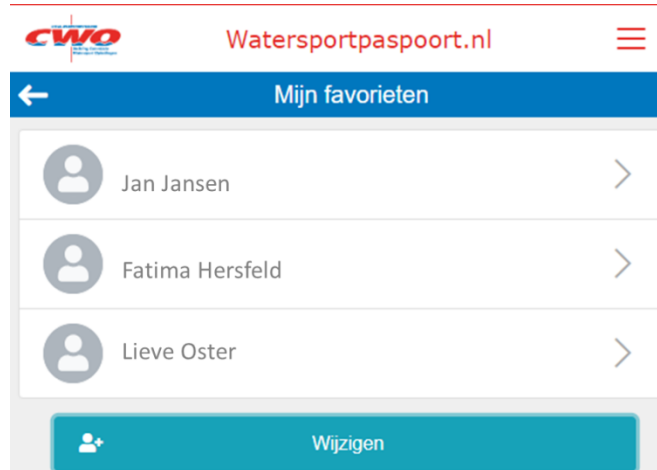 CWO
Watersportpaspoort.nl
Mijn favorieten
Jan Jansen
Fatima Hersfeld
Lieve Oster
Wijzigen